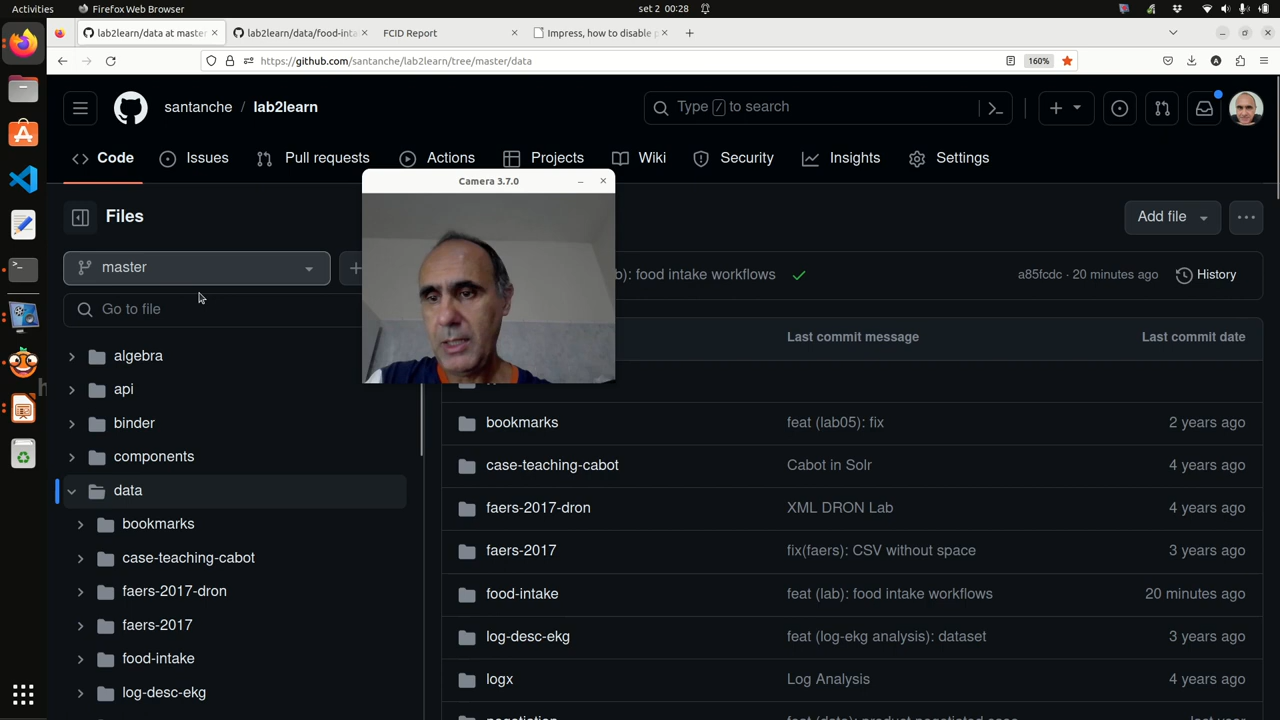 Activities
Firefox Web Browser
set 2 00:28
lab2learn/data at master
lab2learn/data/food-inta
FCID Report
Impress, how to disable p
https://github.com/santanche/lab2learn/tree/master/data
160%
santanche / lab2learn
Type / to search
Code
Issues
Pull requests
Actions
Projects
Wiki
Security
Insights
Settings
Camera 3.7.0
Files
Add file
master
b): food intake workflows
a85fcdc · 20 minutes ago
History
Go to file
Last commit message
Last commit date
algebra
api
binder
components
data
bookmarks
case-teaching-cabot
faers-2017-dron
faers-2017
food-intake
log-desc-ekg
bookmarks
feat (lab05): fix
2 years ago
case-teaching-cabot
Cabot in Solr
4 years ago
faers-2017-dron
XML DRON Lab
4 years ago
faers-2017
fix(faers): CSV without space
3 years ago
food-intake
feat (lab): food intake workflows
20 minutes ago
log-desc-ekg
feat (log-ekg analysis): dataset
3 years ago
logx
Log Analysis
4 years ago
negotiation
feat (data): product negotiated case
last year